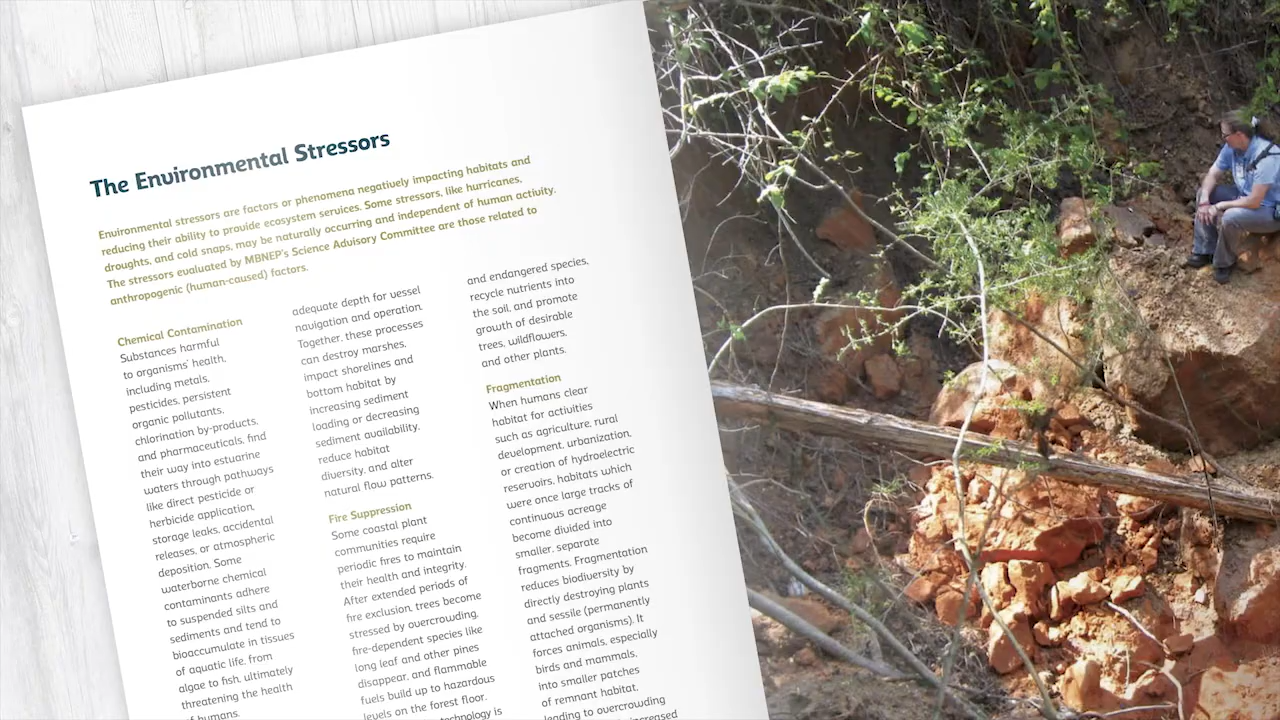 The Environmental Stressors
Environmental stressors are factors or phenomena negatively impacting habitats and
reducing their ability to provide ecosystem services. Some stressors, like hurricanes,
droughts, and cold snaps, may be naturally occurring and independent of human activity.
The stressors evaluated by MBNEP's Science Advisory Committee are those related to
anthropogenic (human-caused) factors.
Chemical Contamination
Substances harmful
to organisms' health,
including metals,
pesticides, persistent
organic pollutants,
chlorination by-products,
and pharmaceuticals, find
their way into estuarine
waters through pathways
like direct pesticide or
herbicide application,
storage leaks, accidental
releases, or atmospheric
deposition. Some
waterborne chemical
contaminants adhere
to suspended silts and
sediments and tend to
bioaccumulate in tissues
of aquatic life, from
algae to fish, ultimately
threatening the health
of humans.
adequate depth for vessel
navigation and operation.
Together, these processes
can destroy marshes,
impact shorelines and
bottom habitat by
increasing sediment
loading or decreasing
sediment availability,
reduce habitat
diversity, and alter
natural flow patterns.
Fire Suppression
Some coastal plant
communities require
periodic fires to maintain
their health and integrity.
After extended periods of
fire exclusion, trees become
stressed by overcrowding,
fire-dependent species like
long leaf and other pines
disappear, and flammable
fuels build up to hazardous
levels on the forest floor.
technology is
and endangered species,
recycle nutrients into
the soil, and promote
growth of desirable
trees, wildflowers,
and other plants.
Fragmentation
When humans clear
habitat for activities
such as agriculture, rural
development, urbanization,
or creation of hydroelectric
reservoirs, habitats which
were once large tracks of
continuous acreage
become divided into
smaller, separate
fragments. Fragmentation
reduces biodiversity by
directly destroying plants
and sessile (permanently
attached organisms). It
forces animals, especially
birds and mammals,
into smaller patches
of remnant habitat,
leading to overcrowding
increased